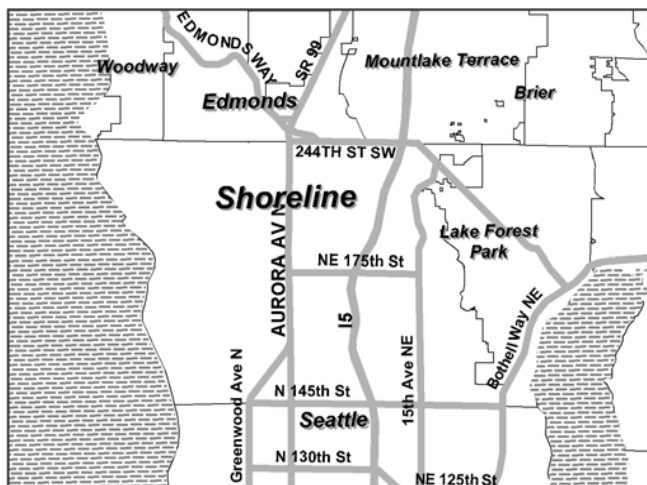 EDMONDS WAY
SR 99
Woodway
Mountlake Terrace
Brier
Edmonds
244TH ST SW
Shoreline
AURORA AV N
Lake Forest
Park
NE 175th St
I5
15th Ave NE
Bothell Way NE
Greenwood Ave N
N 145th St
Seattle
N 130th St
NE 125th St